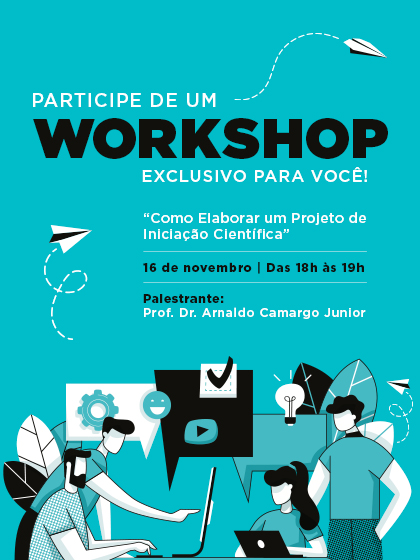 PARTICIPE DE UM
WORKSHOP
EXCLUSIVO PARA VOCÊ!
“Como Elaborar um Projeto de
Iniciação Científica”
16 de novembro | Das 18h às 19h
Palestrante:
Prof. Dr. Arnaldo Camargo Junior